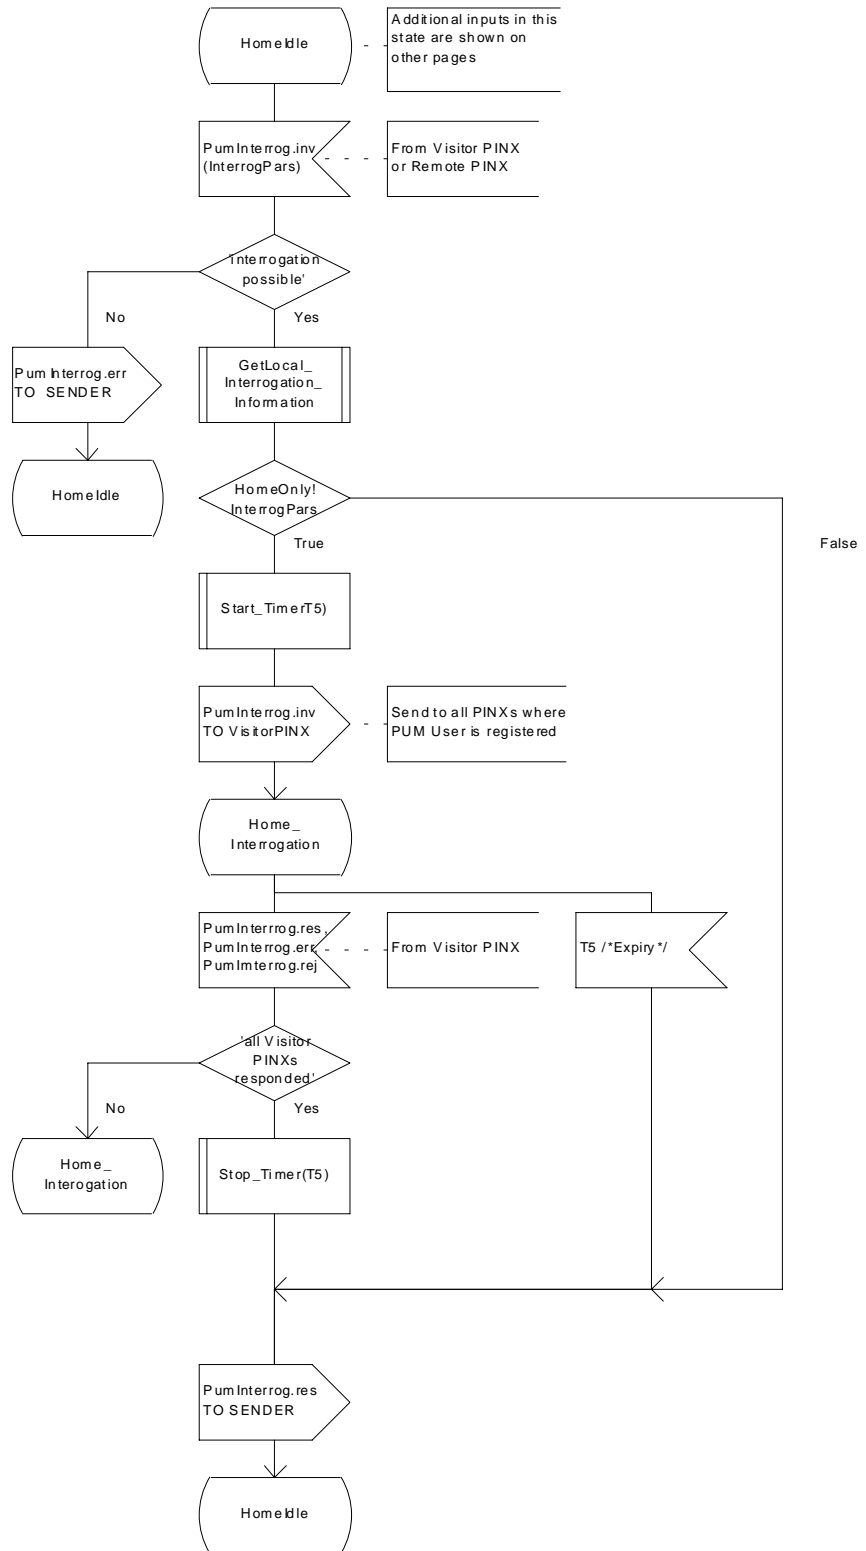 HomeIdle
Additional inputs in this
state are shown on
other pages
PumInterrog.inv
(InterrogPars)
From Visitor PINX
or Remote PINX
'Interrogation
possible'
No
Yes
PumInterrog.err
TO SENDER
GetLocal_
Interrogation_
Information
HomeIdle
HomeOnly!
InterrogPars
True
False
Start_TimerT5)
PumInterrog.inv
TO VisitorPINX
Send to all PINXs where
PUM User is registered
Home_
Interrogation
PumInterrrog.res,
PumInterrog.err,
PumImterrog.rej
From Visitor PINX
T5 /*Expiry*/
'all Visitor
PINXs
responded'
No
Yes
Home_
Interogation
Stop_Timer(T5)
PumInterrog.res
TO SENDER
HomeIdle